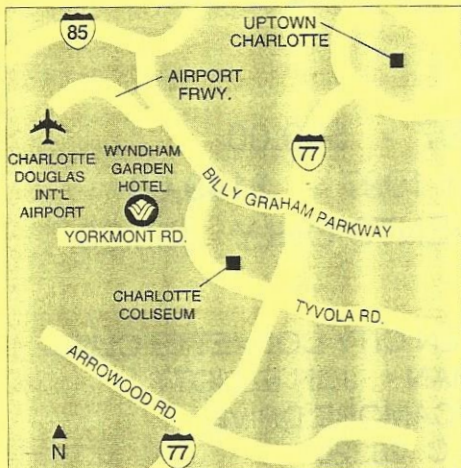 85
UPTOWN
CHARLOTTE
AIRPORT
FRWY.
77
CHARLOTTE
DOUGLAS
INT'L
AIRPORT
WYNDHAM
GARDEN
HOTEL
BILLY GRAHAM PARKWAY
YORKMONT RD.
CHARLOTTE
COLISEUM
TYVOLA RD.
ARROWOOD RD.
N
77